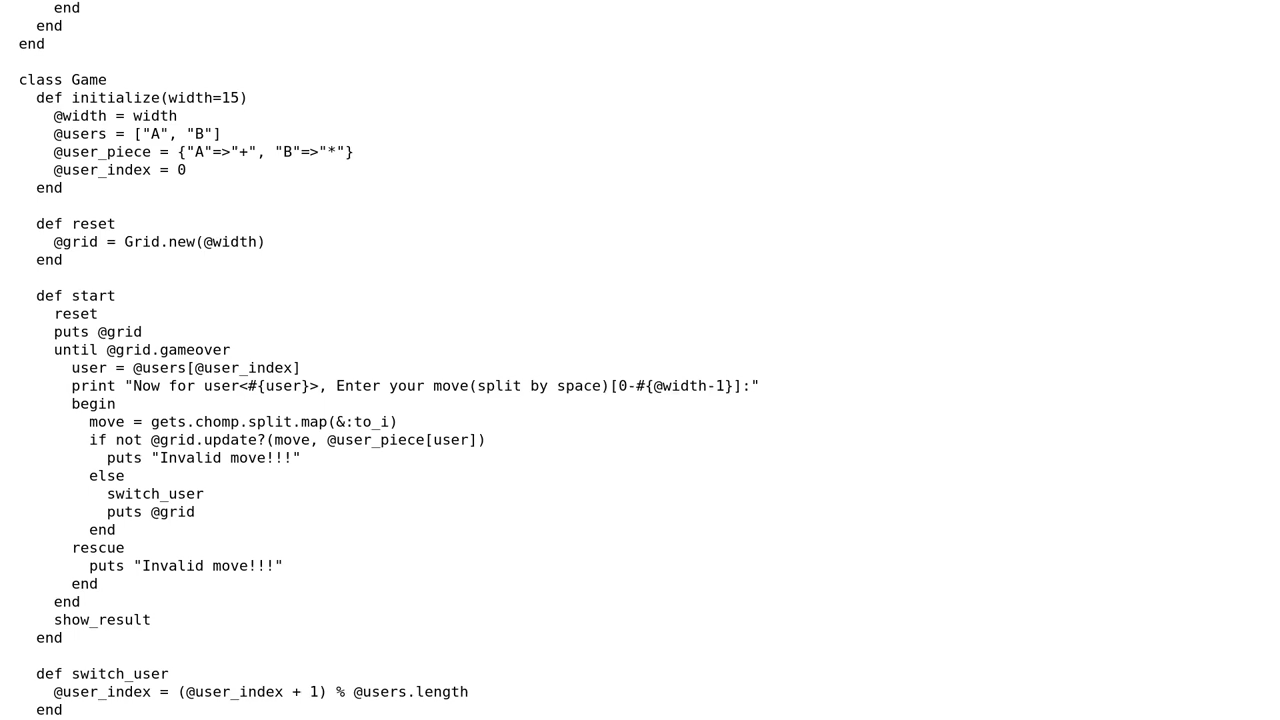 end
  end
end

class Game
  def initialize(width=15)
    @width = width
    @users = ["A", "B"]
    @user_piece = {"A"=>"+", "B"=>"*"}
    @user_index = 0
  end

  def reset
    @grid = Grid.new(@width)
  end

  def start
    reset
    puts @grid
    until @grid.gameover
      user = @users[@user_index]
      print "Now for user<#{user}>, Enter your move(split by space)[0-#{@width-1}]:"
      begin
        move = gets.chomp.split.map(&:to_i)
        if not @grid.update?(move, @user_piece[user])
          puts "Invalid move!!!"
        else
          switch_user
          puts @grid
        end
      rescue
        puts "Invalid move!!!"
      end
    end
    show_result
  end

  def switch_user
    @user_index = (@user_index + 1) % @users.length
  end